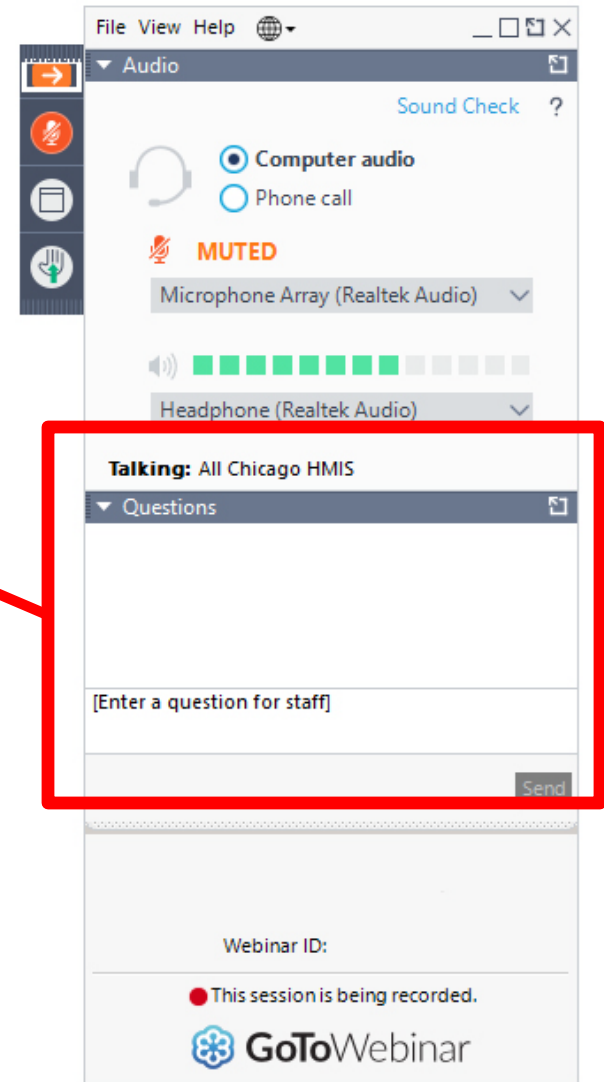 File View Help
Audio
Sound Check ?
Computer audio
Phone call
MUTED
Microphone Array (Realtek Audio)
Headphone (Realtek Audio)
Talking: All Chicago HMIS
Questions
[Enter a question for staff]
Send
Webinar ID:
This session is being recorded.
GoToWebinar